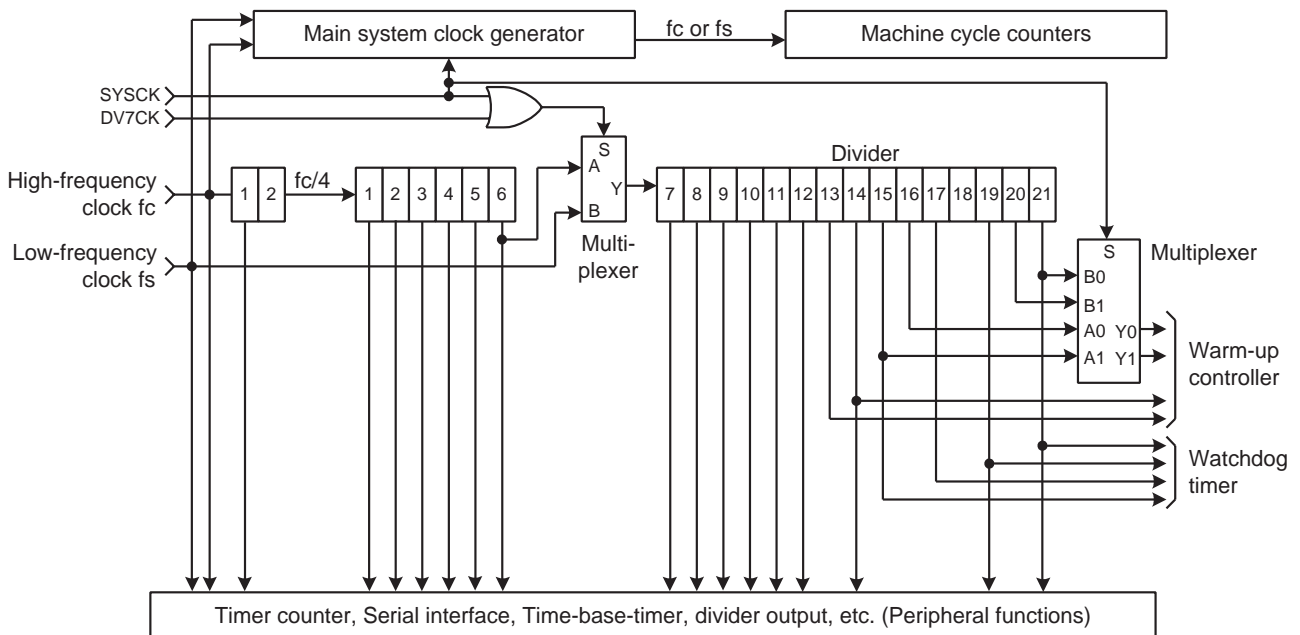 Main system clock generator
fc or fs
Machine cycle counters
SYSCK
DV7CK
High-frequency
clock fc
1 2
fc/4
1 2 3 4 5 6
S
A
Y
B
Multi-
plexer
Divider
7 8 9 10 11 12 13 14 15 16 17 18 19 20 21
Low-frequency
clock fs
S
Multiplexer
B0
B1
A0 Y0
A1 Y1
Warm-up
controller
Watchdog
timer
Timer counter, Serial interface, Time-base-timer, divider output, etc. (Peripheral functions)